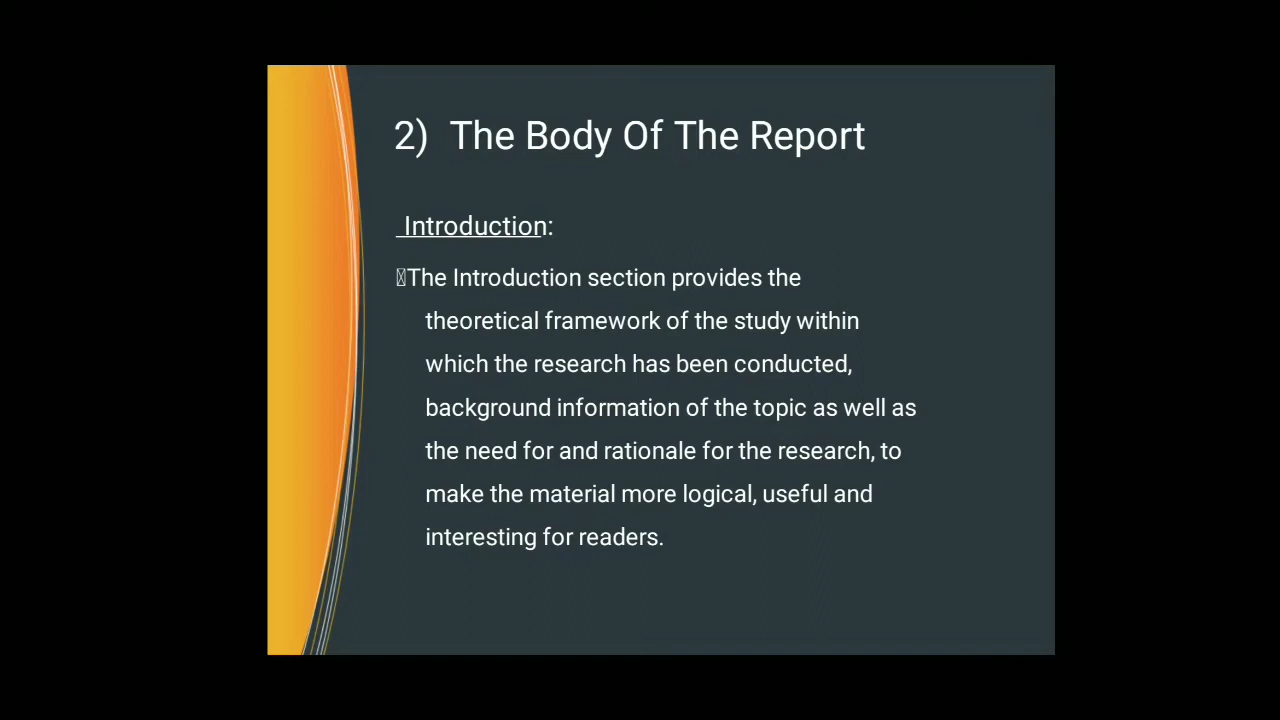 2) The Body Of The Report
Introduction:
The Introduction section provides the
theoretical framework of the study within
which the research has been conducted,
background information of the topic as well as
the need for and rationale for the research, to
make the material more logical, useful and
interesting for readers.